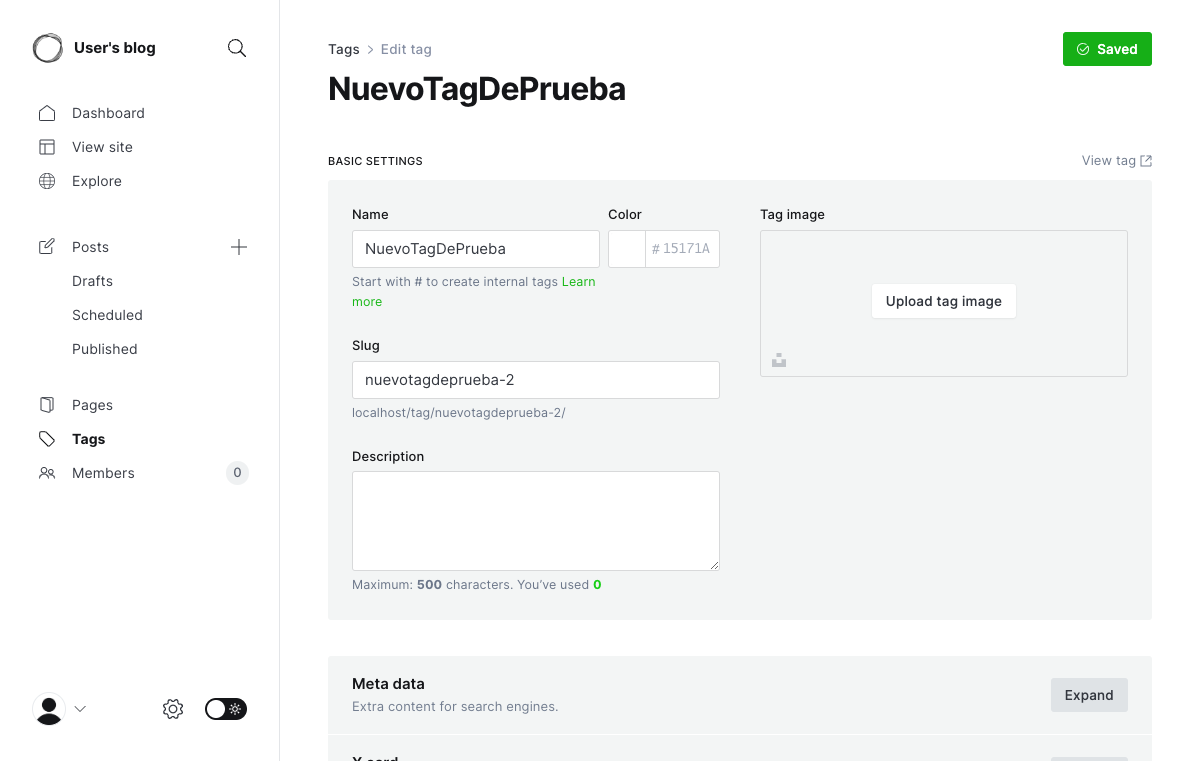 User's blog
Dashboard
View site
Explore
Posts
Drafts
Scheduled
Published
Pages
Tags
Members
0
Tags
Edit tag
Saved
NuevoTagDePrueba
BASIC SETTINGS
View tag
Name
NuevoTagDePrueba
Start with # to create internal tags Learn
more
Color
# 15171A
Slug
nuevotagdeprueba-2
localhost/tag/nuevotagdeprueba-2/
Description
Maximum: 500 characters. You’ve used 0
Tag image
Upload tag image
Meta data
Extra content for search engines.
Expand
X card